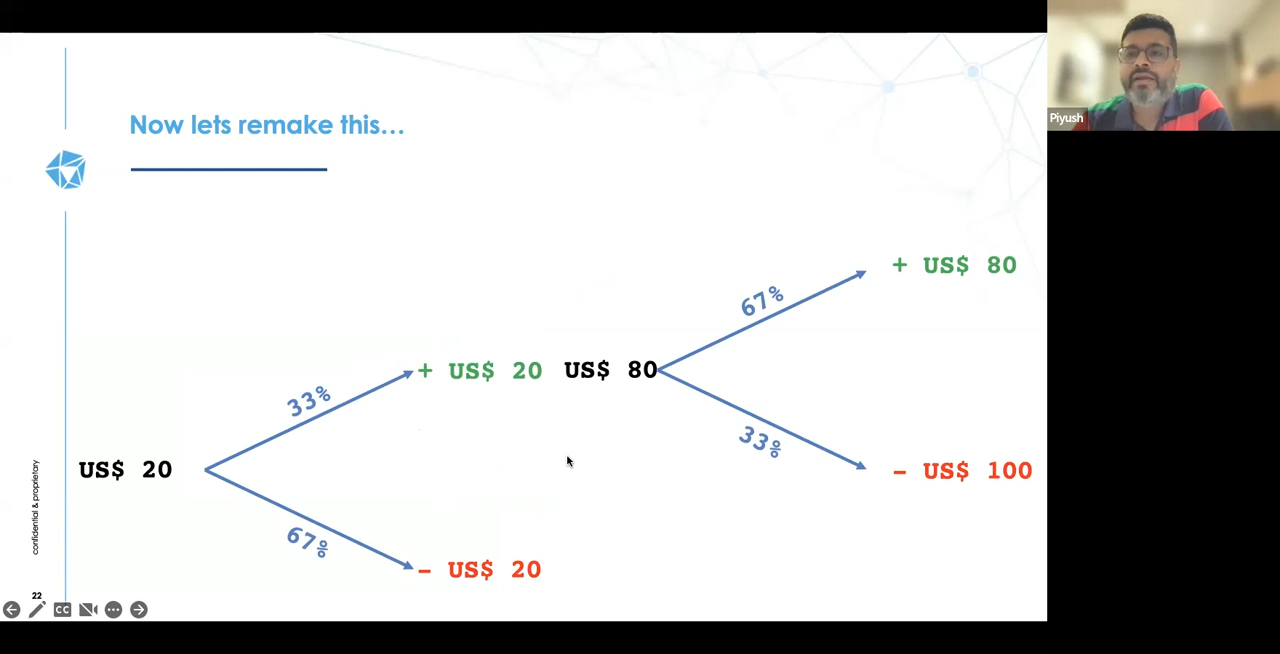 Now lets remake this...
Piyush
+ US$ 80
67%
+ US$ 20
US$ 80
33%
33%
US$ 20
- US$ 100
67%
- US$ 20
confidential & proprietary
22
CC